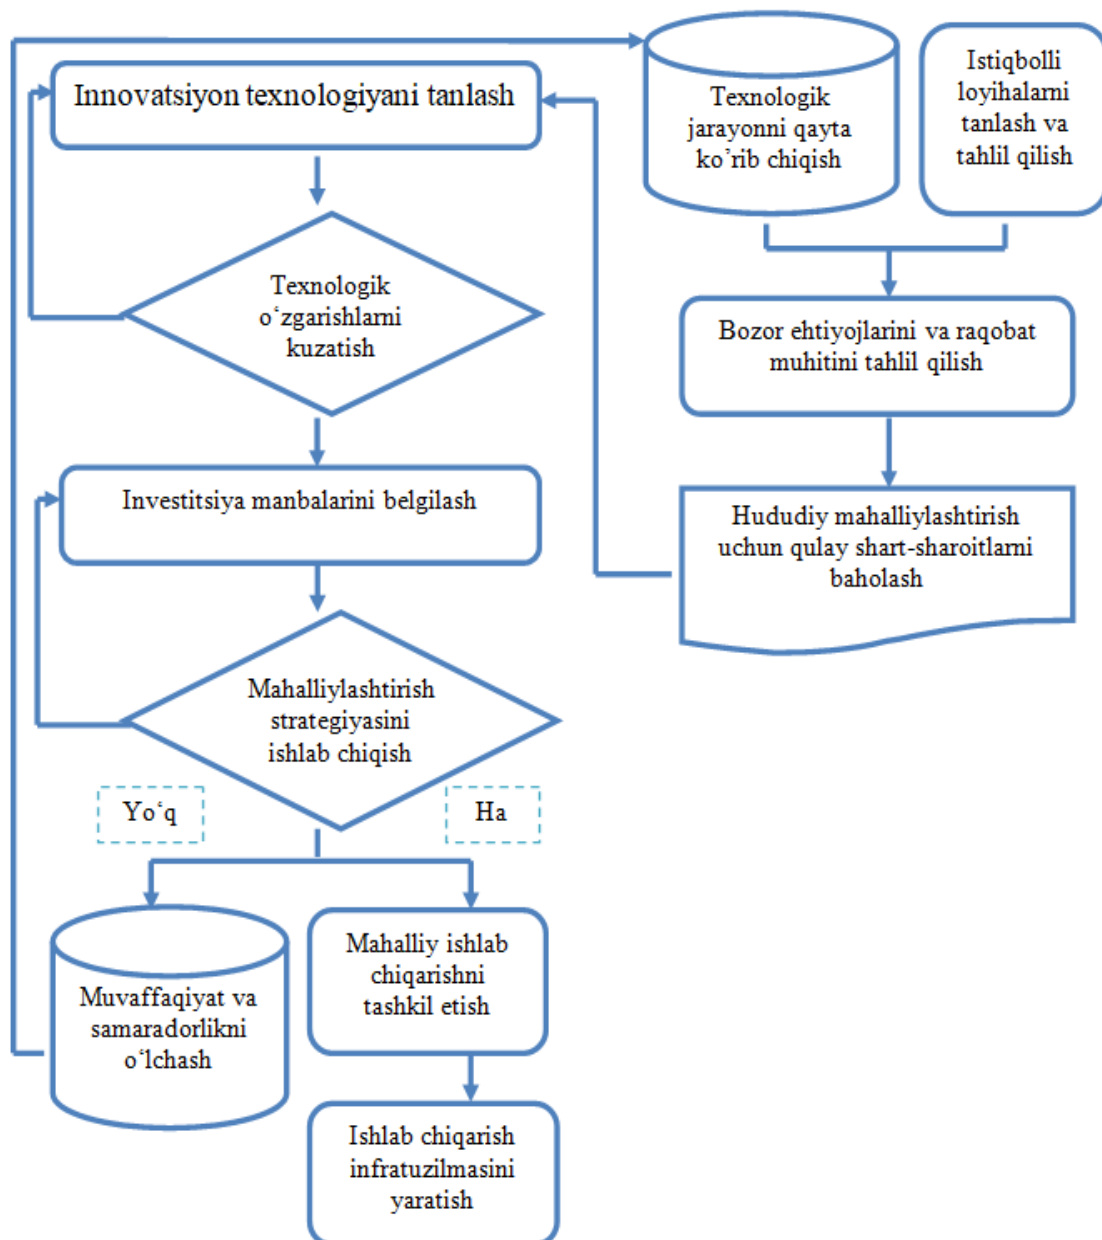 Innovatsiyon texnologiyani tanlash
Texnologik
jarayonni qayta
ko’rib chiqish
Istiqbolli
loyihalarni
tanlash va
tahlil qilish
Texnologik
o‘zgarishlarni
kuzatish
Bozor ehtiyojlarini va raqobat
muhitini tahlil qilish
Investitsiya manbalarini belgilash
Hududiy mahalliylashtirish
uchun qulay shart-sharoitlarni
baholash
Mahalliylashtirish
strategiyasini
ishlab chiqish
Yo‘q
Ha
Muvaffaqiyat va
samaradorlikni
o‘lchash
Mahalliy ishlab
chiqarishni
tashkil etish
Ishlab chiqarish
infratuzilmasini
yaratish